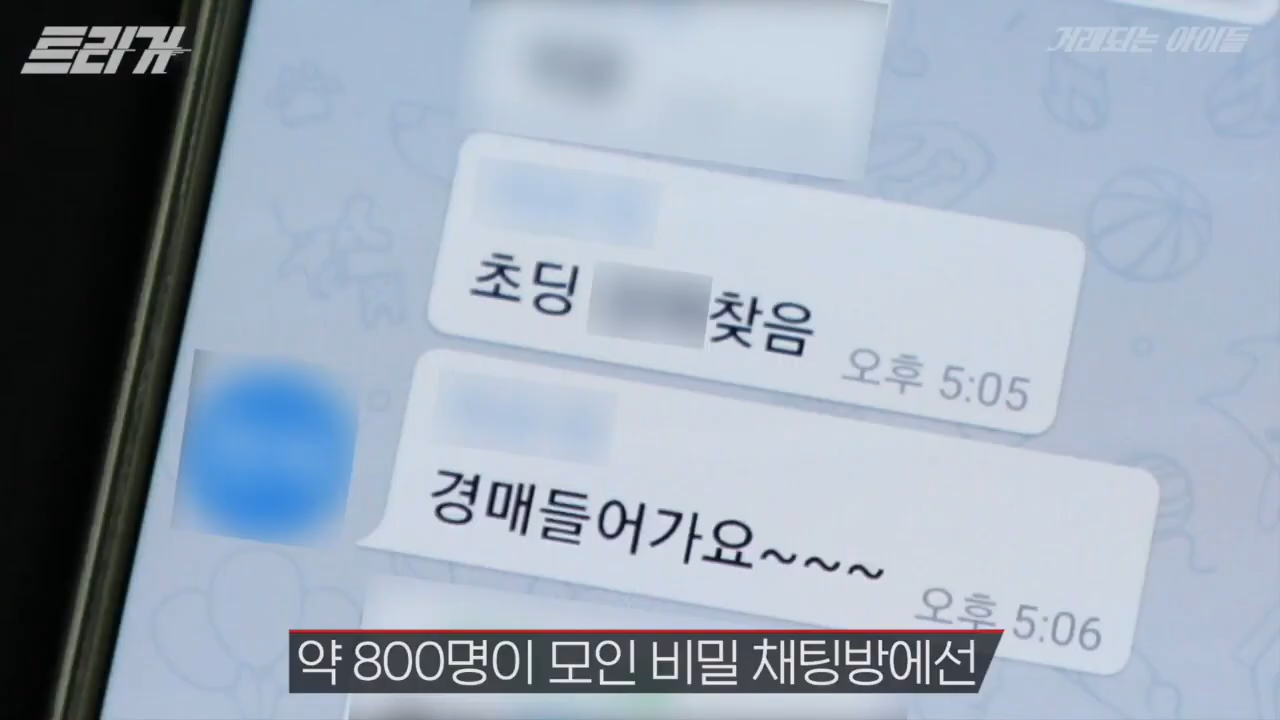 트리거
거래되는 아이들
초딩 찾음
오후 5:05
경매들어가요~~~
오후 5:06
약 800명이 모인 비밀 채팅방에선